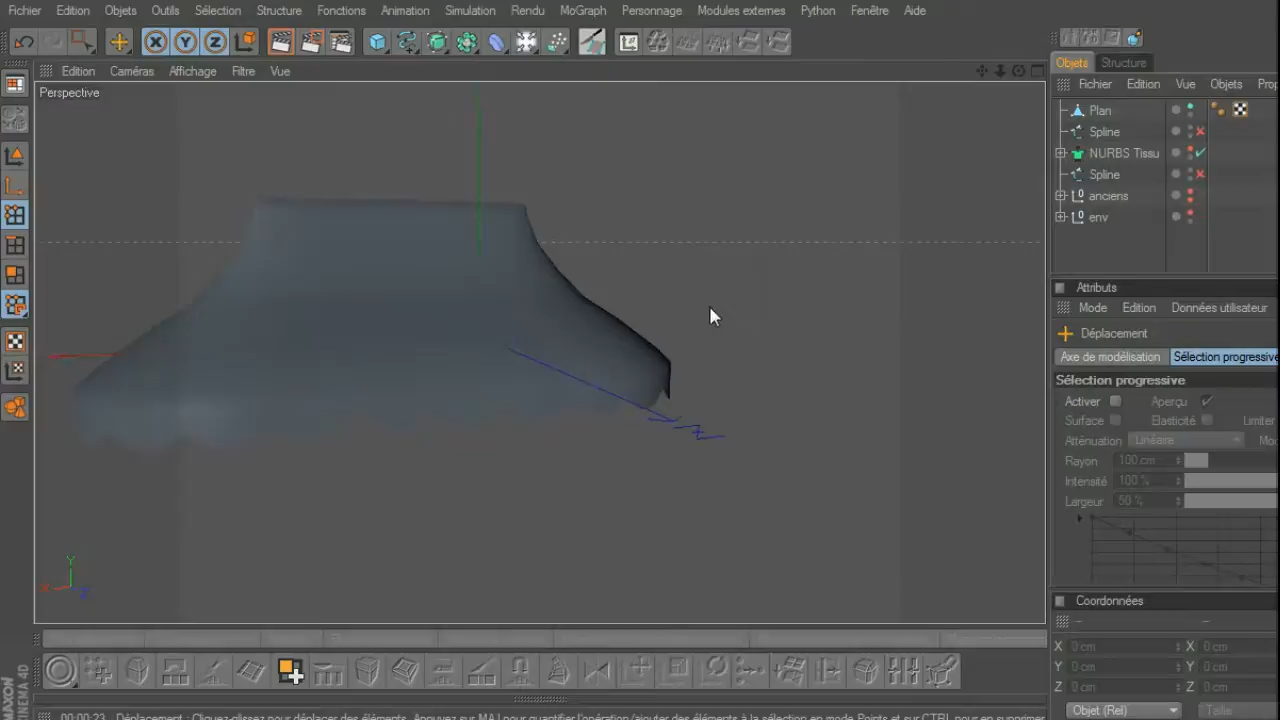 Fichier Edition Objets Outils Sélection Structure Fonctions Animation Simulation Rendu MoGraph Personnage Modules externes Python Fenêtre Aide
X Y Z
Edition Caméras Affichage Filtre Vue
Perspective
Objets Structure
Fichier Edition Vue Objets
Plan
Spline
NURBS Tissu
Spline
anciens
env
Attributs
Mode Edition Données utilisateur
Déplacement
Axe de modélisation Sélection progressive
Sélection progressive
Activer Aperçu
Surface Elasticité Limiter
Atténuation Linéaire
Rayon 100 cm
Intensité 100 %
Largeur 50 %
Coordonnées
X 0 cm X 0 cm
Y 0 cm Y 0 cm
Z 0 cm Z 0 cm
Objet (Rel) Taille
Y
X
Z
MAXON
CINEMA 4D
00:00:23 Déplacement : Cliquez-glissez pour déplacer des éléments. Appuyez sur MAJ pour quantifier l'opération/ajouter des éléments à la sélection en mode Points et sur CTRL pour en supprimer